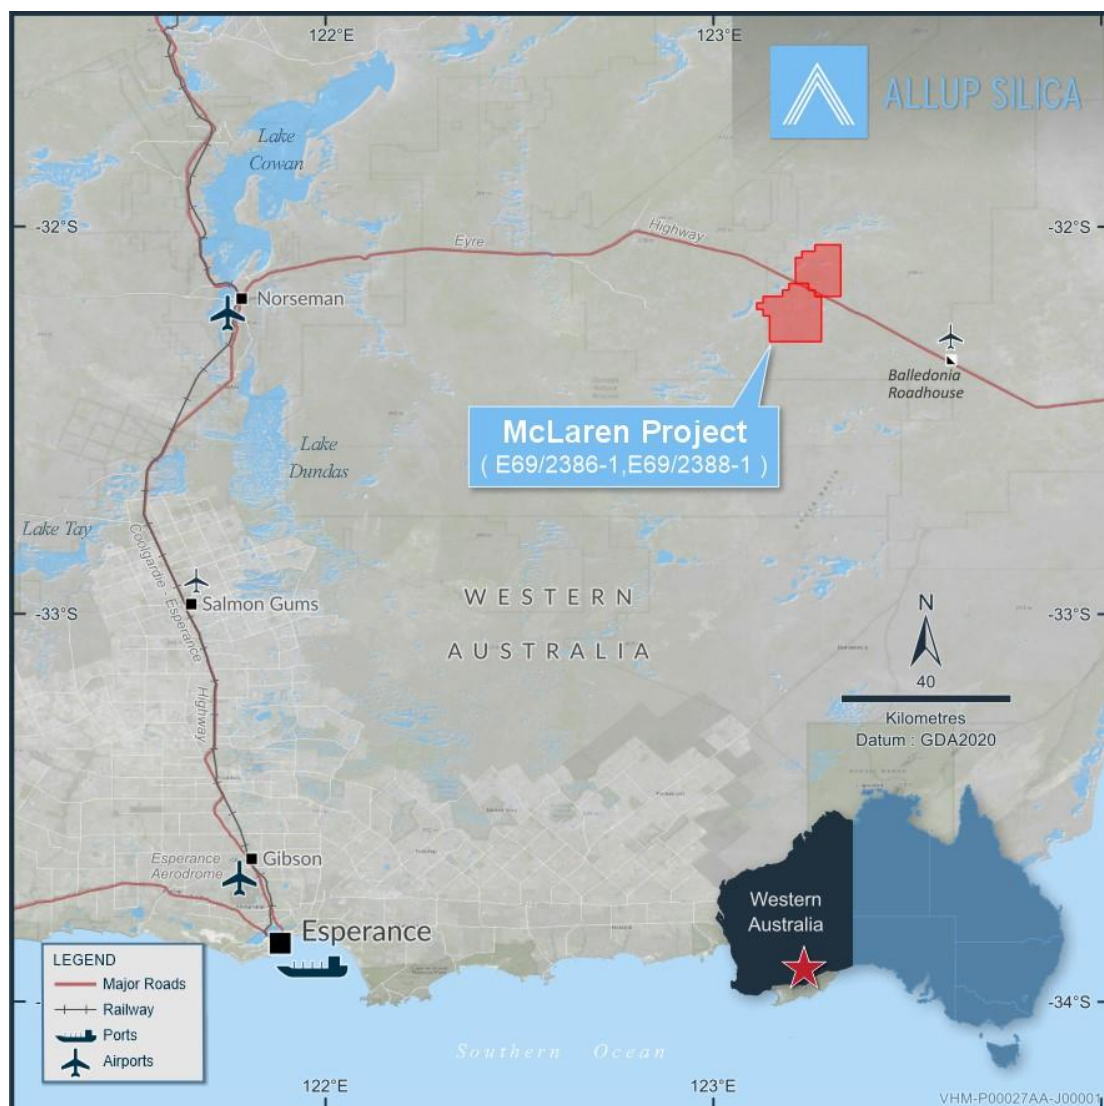 122°E
123°E
ALLUP SILICA
Lake
Cowan
-32°S
-32°S
Eyre
Highway
Norseman
Balledonia
Roadhouse
McLaren Project
( E69/2386-1,E69/2388-1 )
Lake
Dundas
Lake Tay
Coolgardie - Esperance
Highway
Salmon Gums
-33°S
-33°S
WESTERN
AUSTRALIA
N
40
Kilometres
Datum : GDA2020
Gibson
Esperance
Aerodrome
Esperance
Western
Australia
LEGEND
Major Roads
Railway
Ports
Airports
-34°S
Southern Ocean
122°E
123°E
VHM-P00027AA-J00001